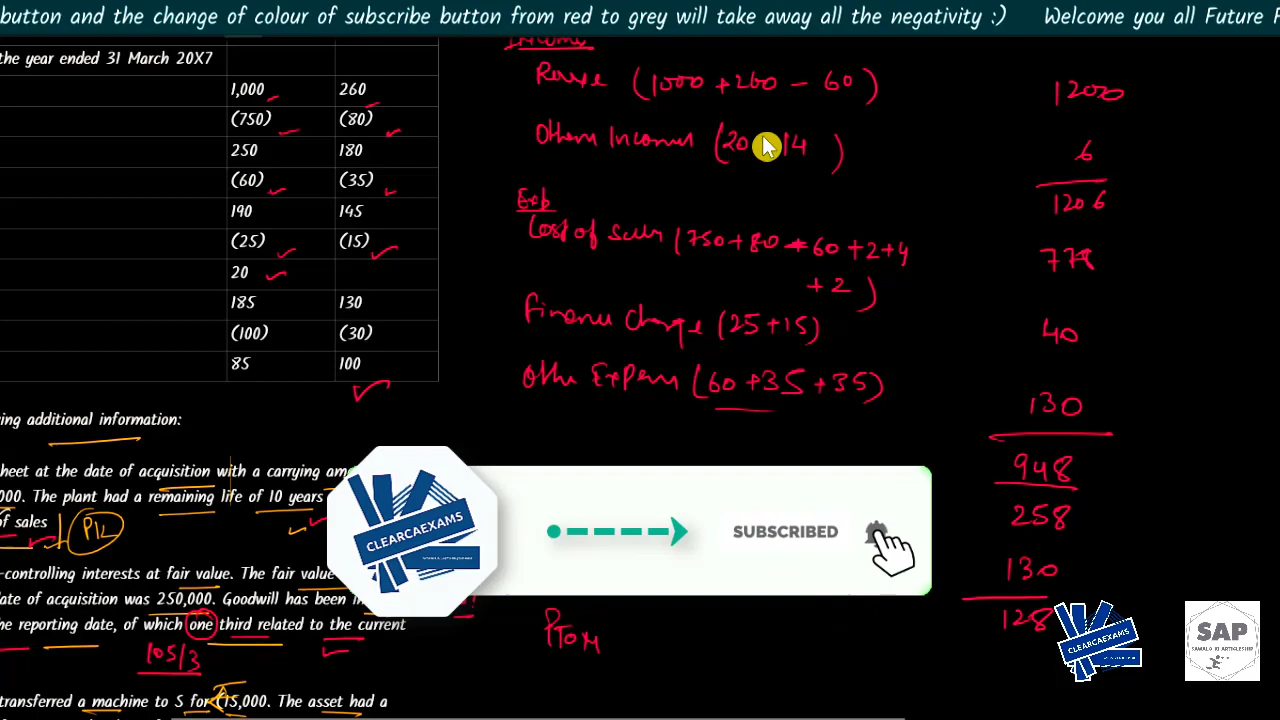 button and the change of colour of subscribe button from red to grey will take away all the negativity :) Welcome you all Future F
the year ended 31 March 20X7
1,000 260
(750) (80)
250 180
(60) (35)
190 145
(25) (15)
20
185 130
(100) (30)
85 100
Income
(1000 + 260 - 60) 1200
Income (20 14) 6
1206
Exp
Cost of (750+80 60+2+4
+2) 778
Finance Charge (25+15) 40
(60+35+35) 130
948
258
130
128
ing additional information:
heet at the date of acquisition with a carrying am
000. The plant had a remaining life of 10 years
of sales
-controlling interests at fair value. The fair value
date of acquisition was 250,000. Goodwill has been
he reporting date, of which one third related to the current
105/3
transferred a machine to S for 15,000. The asset had a
CLEARCAEXAMS
SUBSCRIBED
CLEARCAEXAMS
SAP